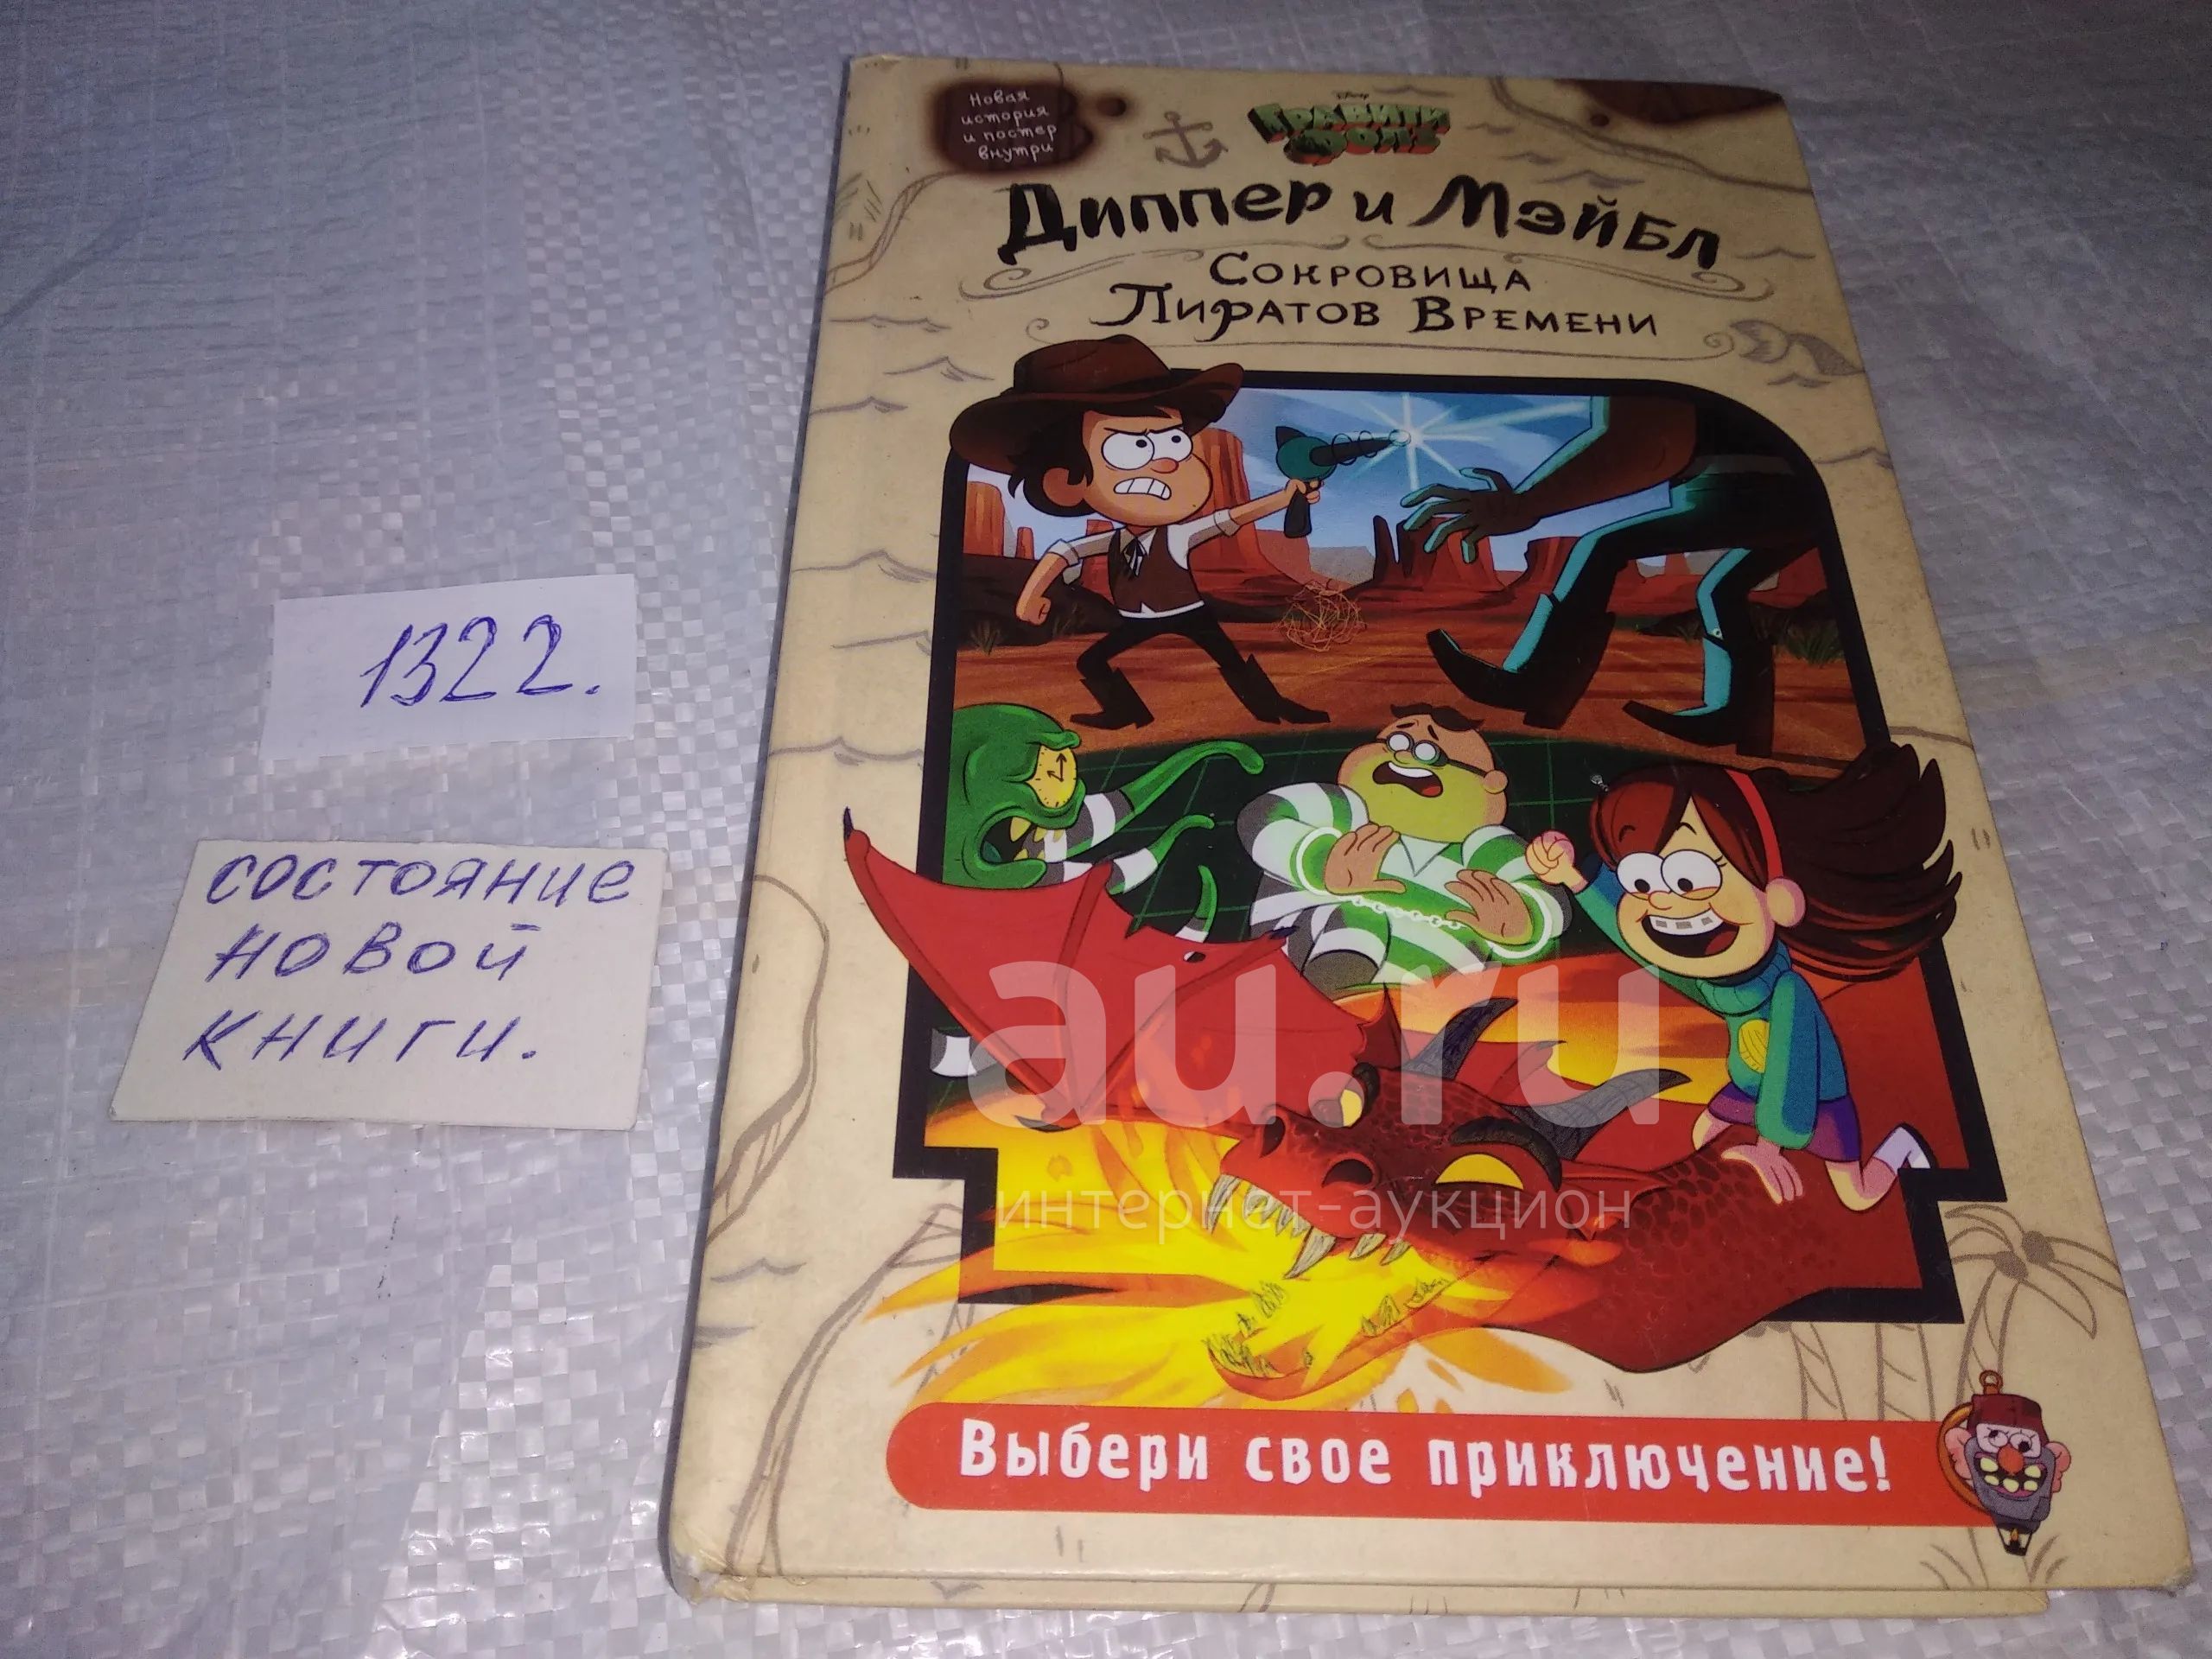 Новая
история
и постер
внутри
Disney
Гравити
Фолз
Диппер и Мэйбл
Сокровища
Пиратов Времени
1322.
состояние
новой
книги.
au.ru
интернет-аукцион
Выбери свое приключение!